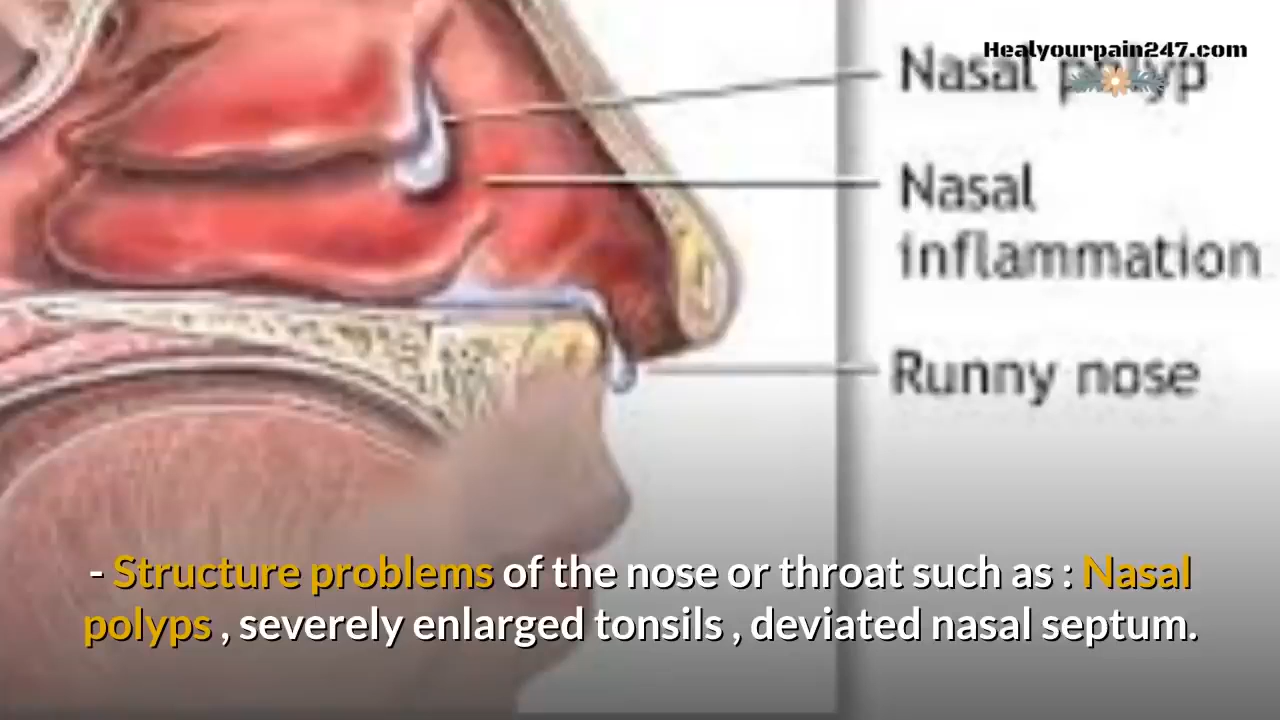 Healyourpain247.com
Nasal polyp
Nasal
inflammation
Runny nose
- Structure problems of the nose or throat such as : Nasal
polyps , severely enlarged tonsils , deviated nasal septum.